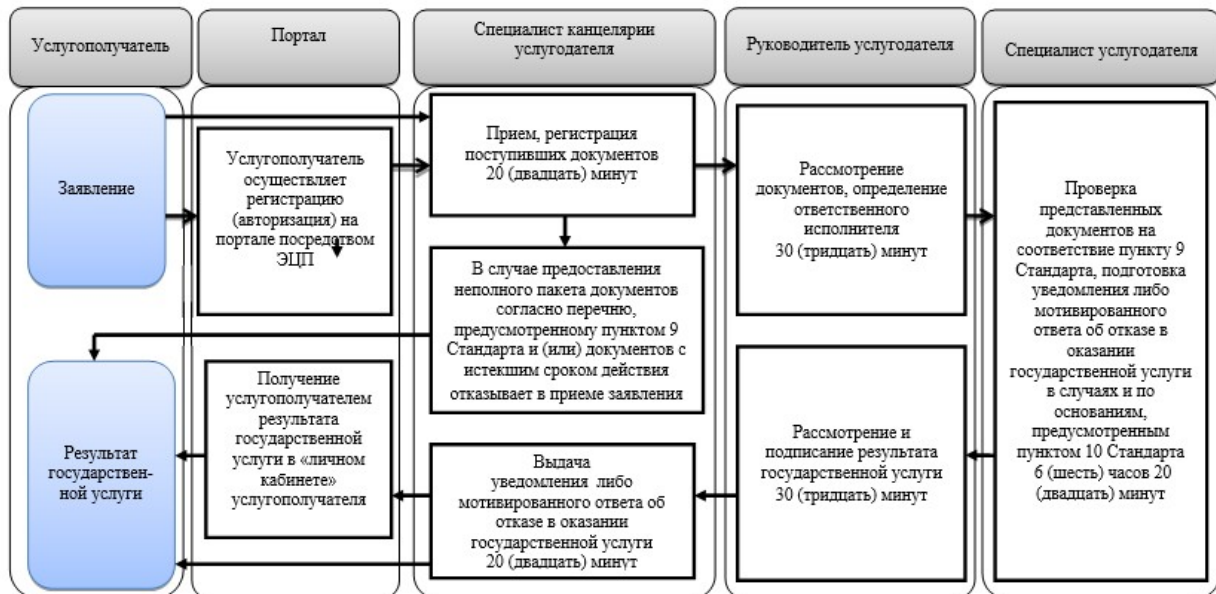 Услугополучатель
Портал
Специалист канцелярии
услугодателя
Руководитель услугодателя
Специалист услугодателя
Заявление
Услугополучатель
осуществляет
регистрацию
(авторизация) на
портале посредством
ЭЦП
Прием, регистрация
поступивших документов
20 (двадцать) минут
Рассмотрение
документов, определение
ответственного
исполнителя
30 (тридцать) минут
Проверка
представленных
документов на
соответствие пункту 9
Стандарта, подготовка
уведомления либо
мотивированного
ответа об отказе в
оказании
государственной услуги
в случаях и по
основаниям,
предусмотренным
пунктом 10 Стандарта
6 (шесть) часов 20
(двадцать) минут
В случае предоставления
неполного пакета документов
согласно перечню,
предусмотренному пунктом 9
Стандарта и (или) документов с
истекшим сроком действия
отказывает в приеме заявления
Результат
государствен-
ной услуги
Получение
услугополучателем
результата
государственной
услуги в «личном
кабинете»
услугополучателя
Выдача
уведомления либо
мотивированного ответа об
отказе в оказании
государственной услуги
20 (двадцать) минут
Рассмотрение и
подписание результата
государственной услуги
30 (тридцать) минут